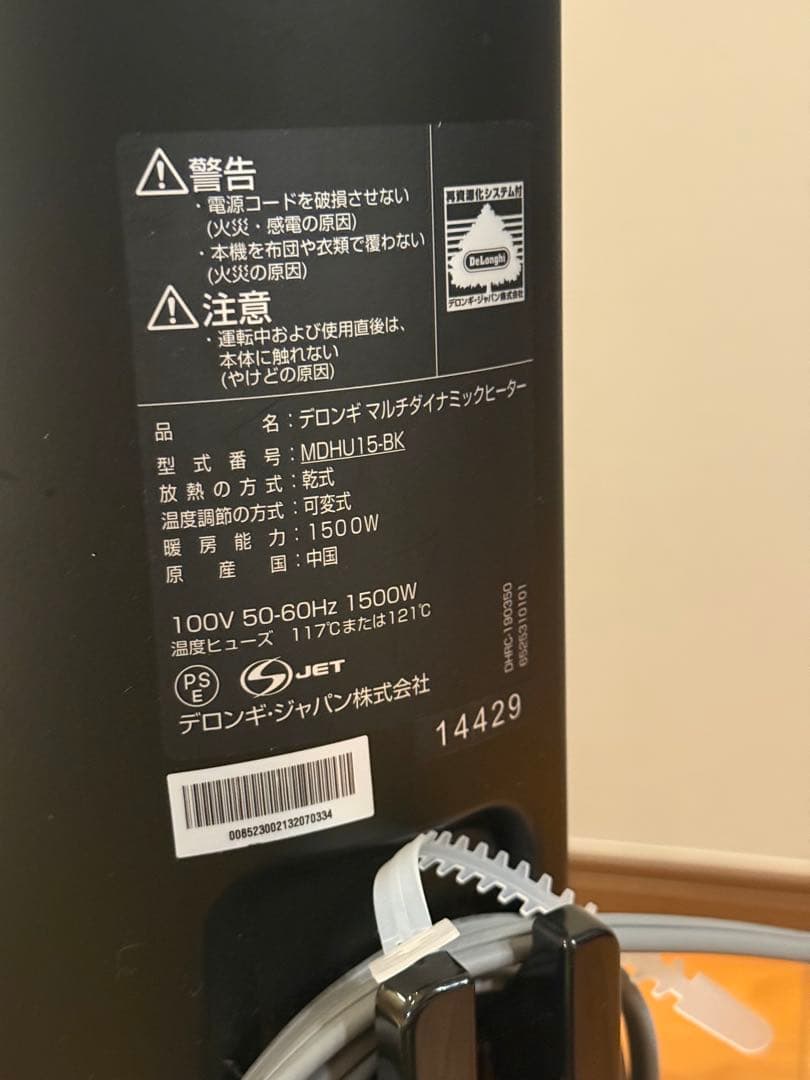 警告
・電源コードを破損させない
(火災・感電の原因)
・本機を布団や衣類で覆わない
(火災の原因)
注意
・運転中および使用直後は、
本体に触れない
(やけどの原因)
再資源化システム付
DeLonghi
デロンギ・ジャパン株式会社
品名：デロンギ マルチダイナミックヒーター
型式番号：MDHU15-BK
放熱の方式：乾式
温度調節の方式：可変式
暖房能力：1500W
原産国：中国
100V 50-60Hz 1500W
温度ヒューズ 117℃または121℃
PS
E
JET
デロンギ・ジャパン株式会社
DHRC-190350
6525310101
14429
008523002132070334